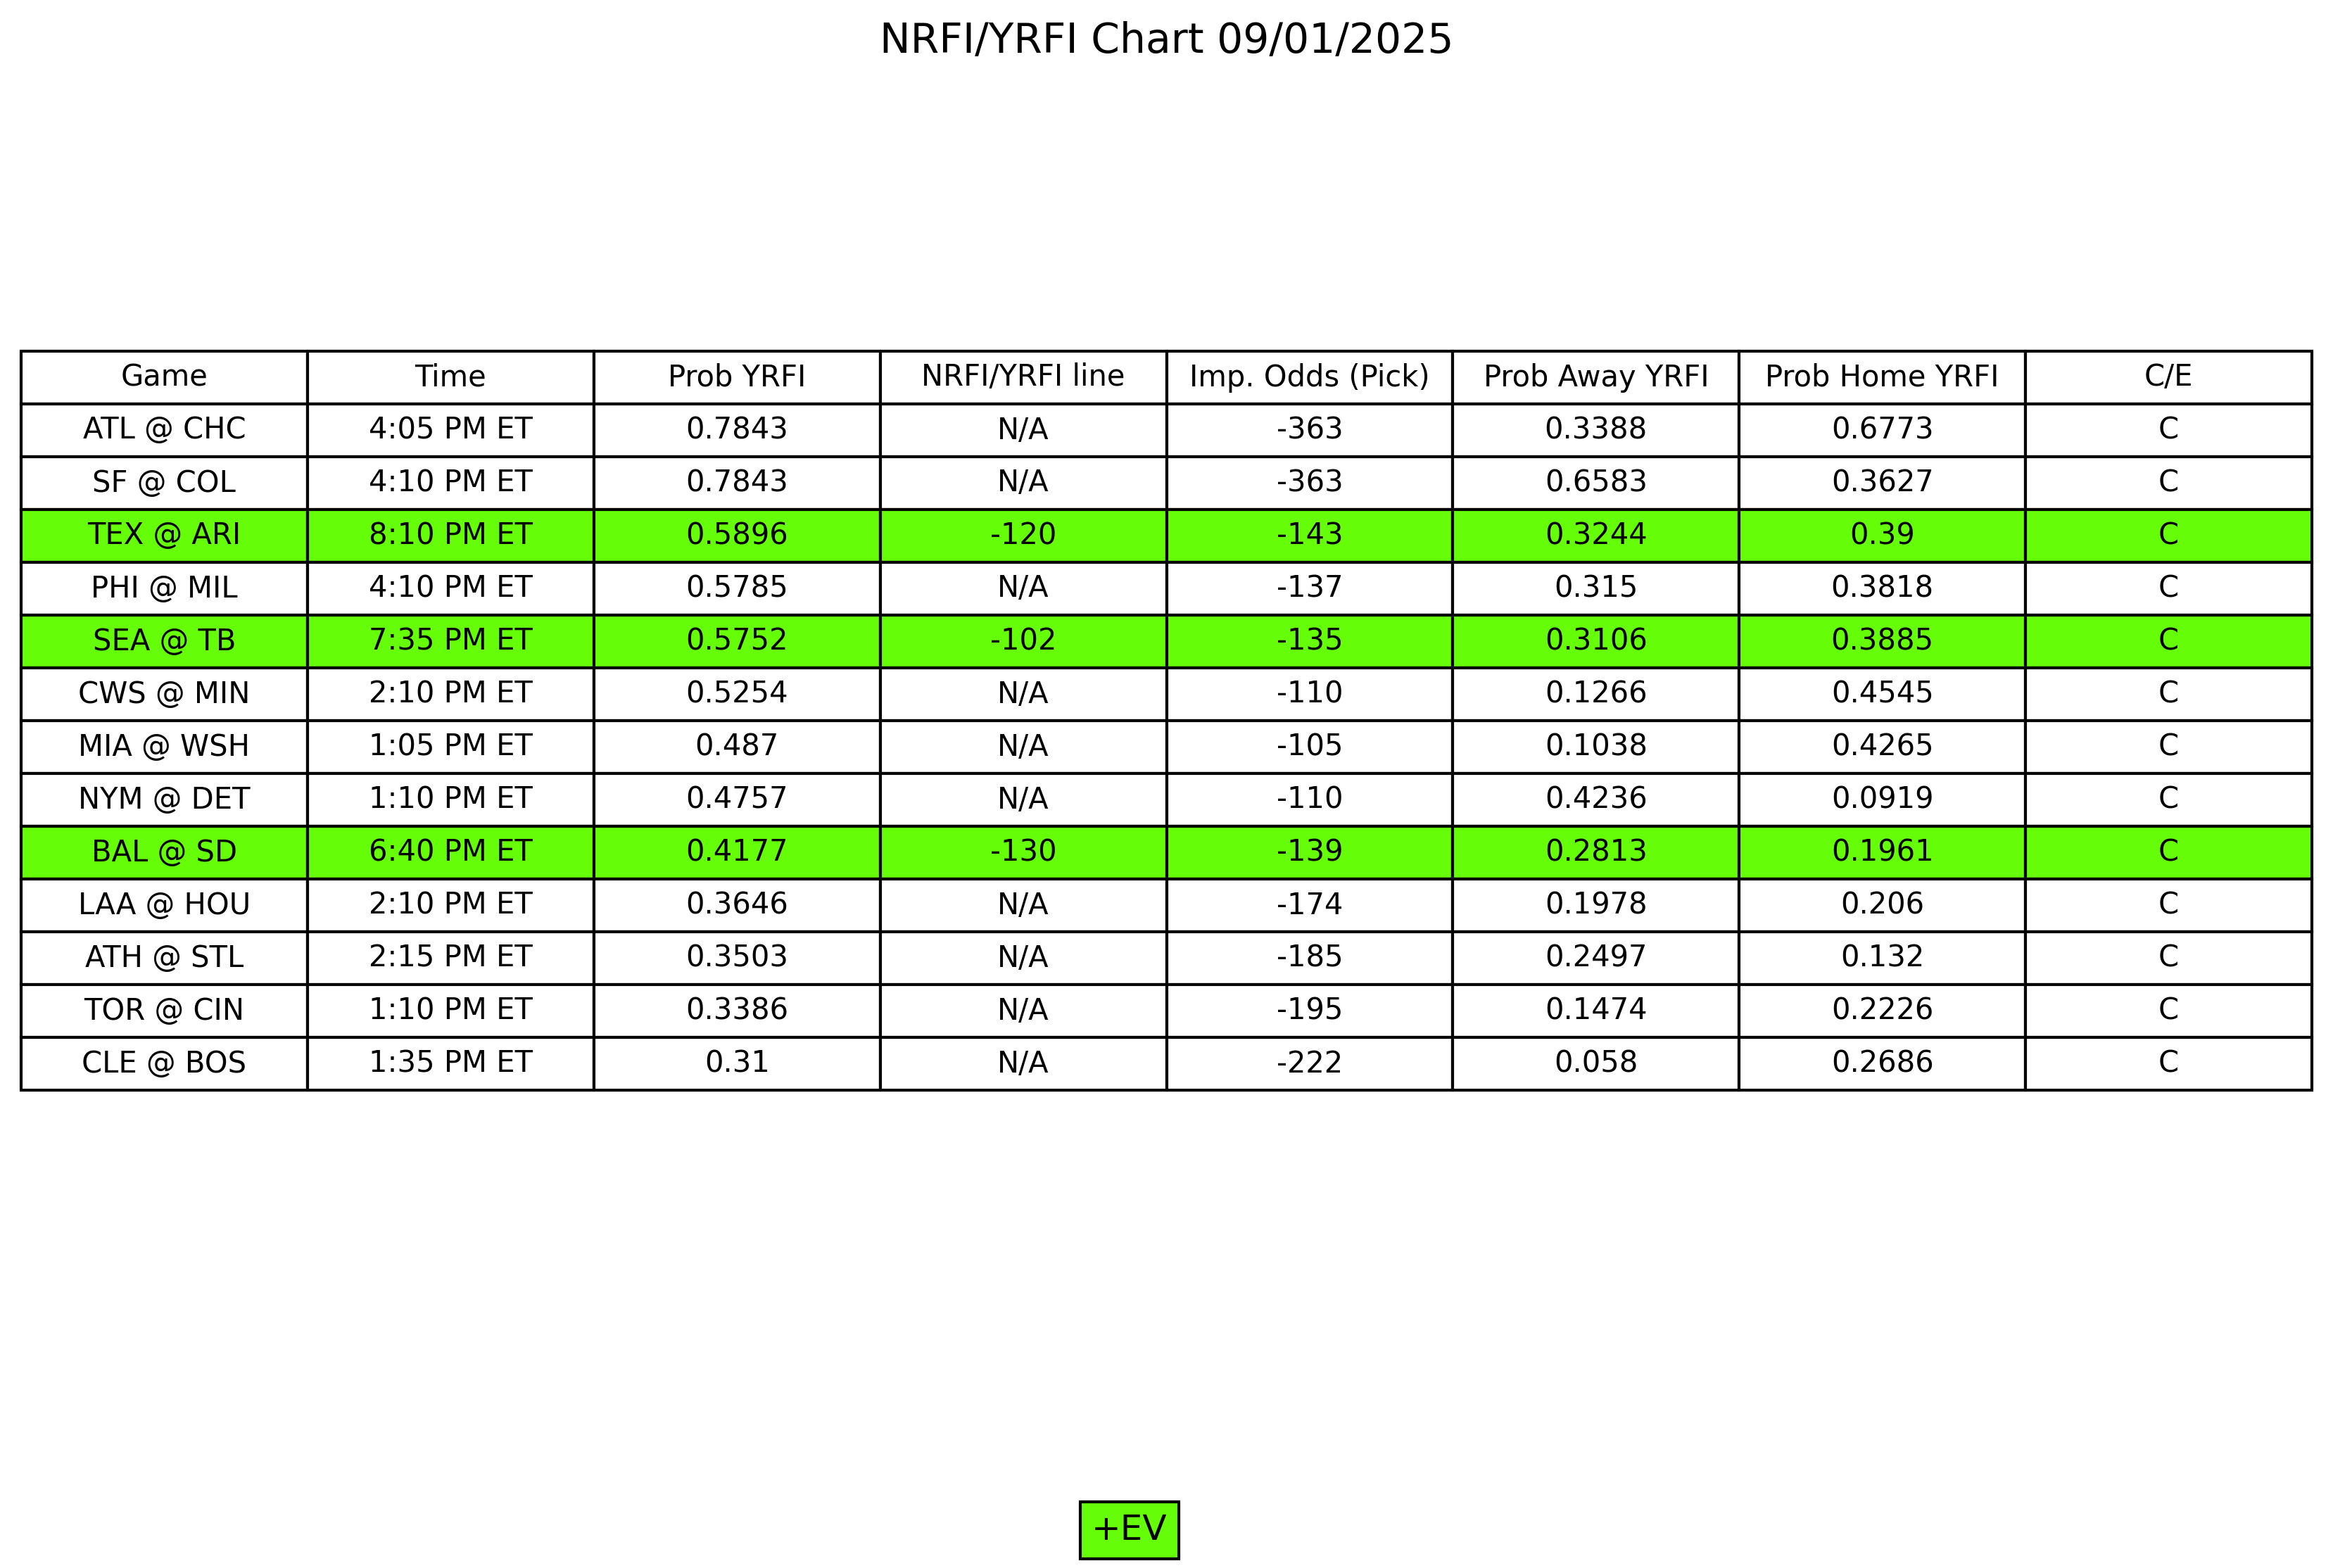 NRFI/YRFI Chart 09/01/2025
Game Time Prob YRFI NRFI/YRFI line Imp. Odds (Pick) Prob Away YRFI Prob Home YRFI C/E
ATL @ CHC 4:05 PM ET 0.7843 N/A -363 0.3388 0.6773 C
SF @ COL 4:10 PM ET 0.7843 N/A -363 0.6583 0.3627 C
TEX @ ARI 8:10 PM ET 0.5896 -120 -143 0.3244 0.39 C
PHI @ MIL 4:10 PM ET 0.5785 N/A -137 0.315 0.3818 C
SEA @ TB 7:35 PM ET 0.5752 -102 -135 0.3106 0.3885 C
CWS @ MIN 2:10 PM ET 0.5254 N/A -110 0.1266 0.4545 C
MIA @ WSH 1:05 PM ET 0.487 N/A -105 0.1038 0.4265 C
NYM @ DET 1:10 PM ET 0.4757 N/A -110 0.4236 0.0919 C
BAL @ SD 6:40 PM ET 0.4177 -130 -139 0.2813 0.1961 C
LAA @ HOU 2:10 PM ET 0.3646 N/A -174 0.1978 0.206 C
ATH @ STL 2:15 PM ET 0.3503 N/A -185 0.2497 0.132 C
TOR @ CIN 1:10 PM ET 0.3386 N/A -195 0.1474 0.2226 C
CLE @ BOS 1:35 PM ET 0.31 N/A -222 0.058 0.2686 C
+EV